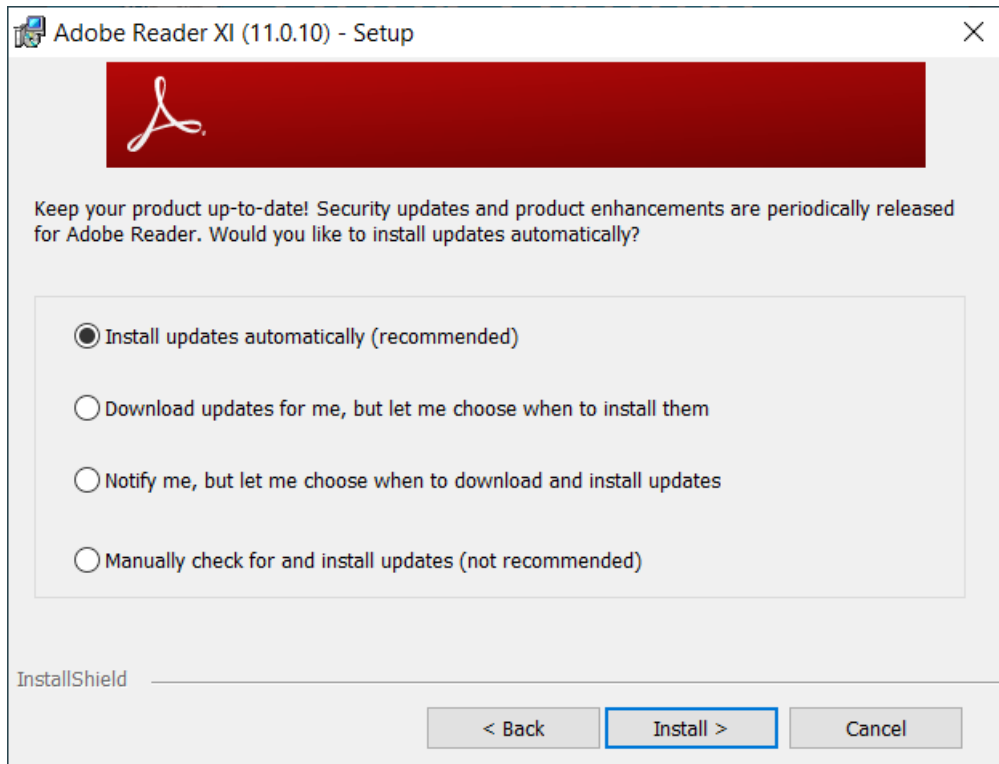 Adobe Reader XI (11.0.10) - Setup
Keep your product up-to-date! Security updates and product enhancements are periodically released
for Adobe Reader. Would you like to install updates automatically?
Install updates automatically (recommended)
Download updates for me, but let me choose when to install them
Notify me, but let me choose when to download and install updates
Manually check for and install updates (not recommended)
InstallShield
< Back
Install >
Cancel